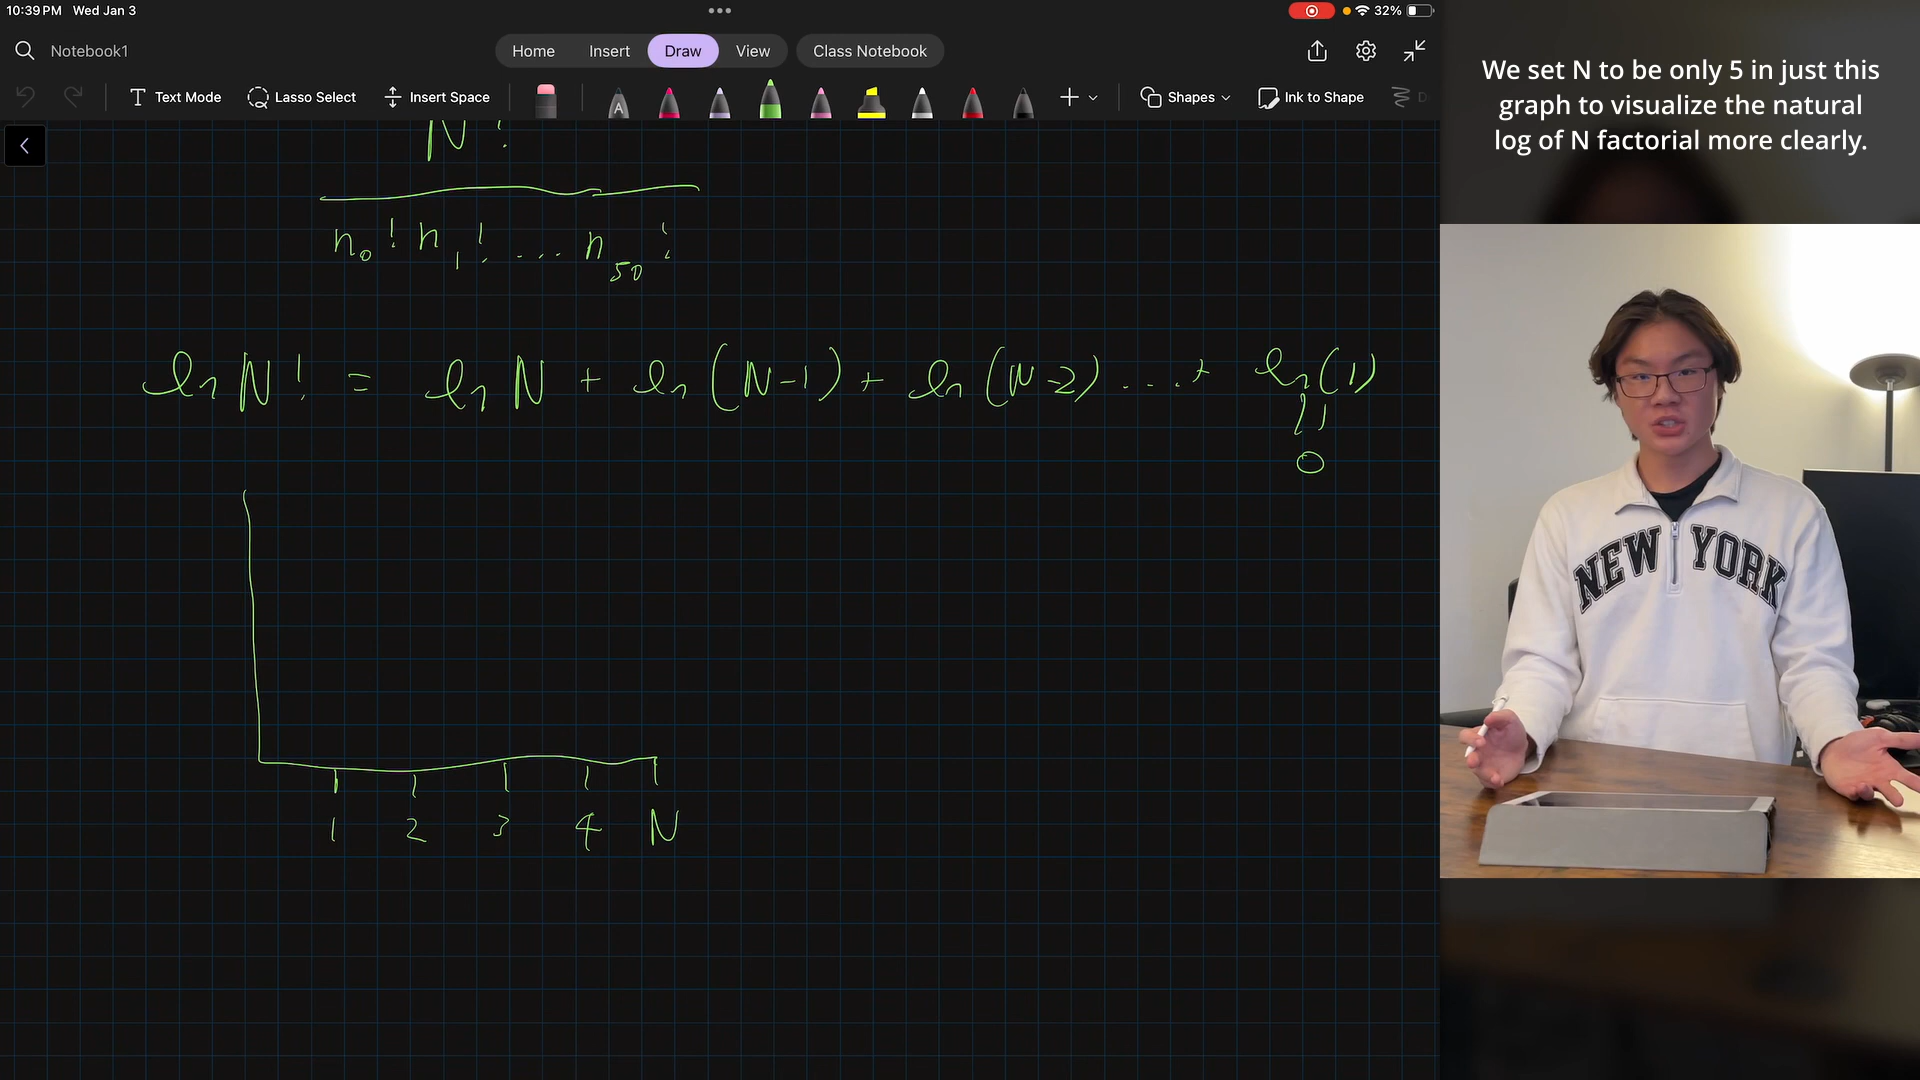 10:39 PM Wed Jan 3
32%
Notebook1
Home Insert Draw View Class Notebook
Text Mode Lasso Select Insert Space A Shapes Ink to Shape D
We set N to be only 5 in just this
graph to visualize the natural
log of N factorial more clearly.
N!
n₀! n₁! .... n₅₀!
ln N! = ln N + ln (N-1) + ln (N-2) ....+ ln (1)
0
1 2 3 4 N
NEW YORK